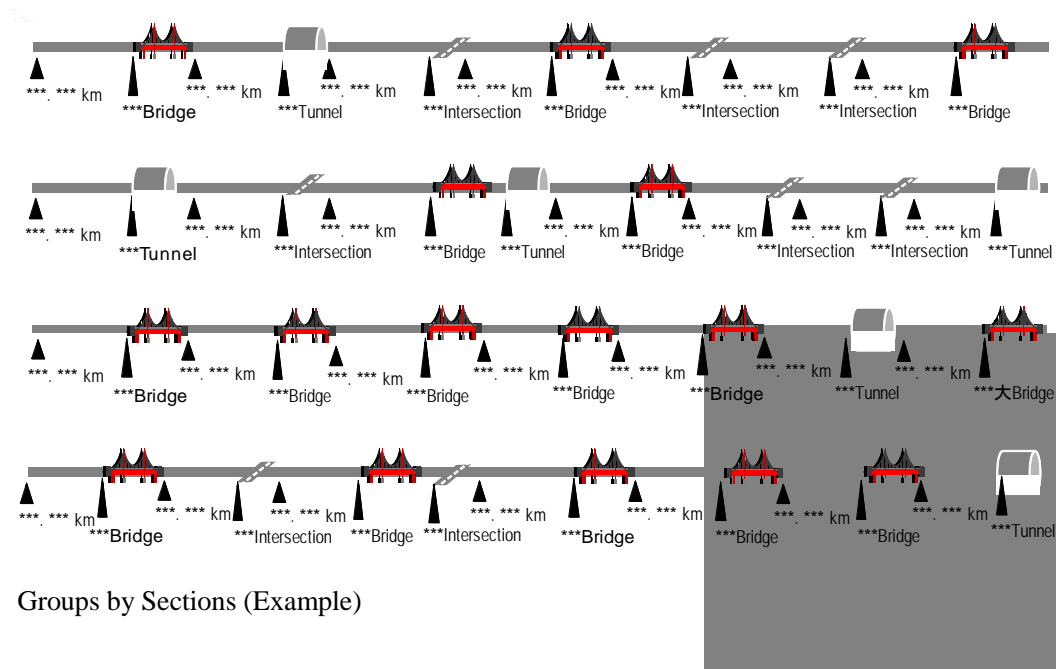 ***. *** km ***. *** km ***. *** km ***. *** km ***. *** km ***. *** km ***. *** km
***Bridge ***Tunnel ***Intersection ***Bridge ***Intersection ***Intersection ***Bridge
***. *** km ***. *** km ***. *** km ***. *** km ***. *** km ***. *** km ***. *** km
***Tunnel ***Intersection ***Bridge ***Tunnel ***Bridge ***Intersection ***Intersection ***Tunnel
***. *** km ***. *** km ***. *** km ***. *** km ***. *** km ***. *** km ***. *** km
***Bridge ***Bridge ***Bridge ***Bridge ***Bridge ***Tunnel ***大Bridge
***. *** km ***. *** km ***. *** km ***. *** km ***. *** km ***. *** km ***. *** km
***Bridge ***Intersection ***Bridge ***Intersection ***Bridge ***Bridge ***Bridge ***Tunnel
Groups by Sections (Example)